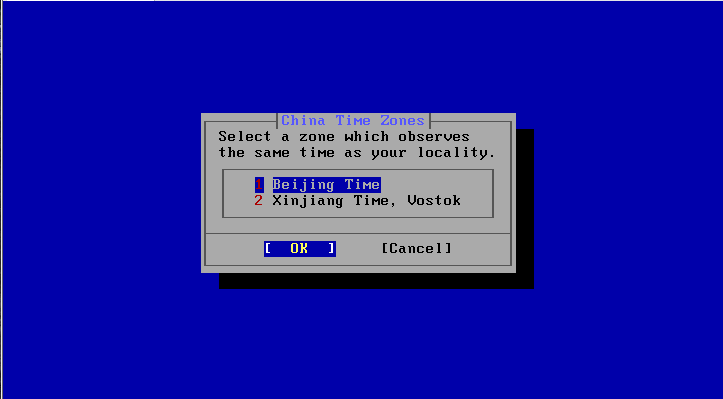 China Time Zones
Select a zone which observes
the same time as your locality.
1 Beijing Time
2 Xinjiang Time, Vostok
[ OK ] [Cancel]